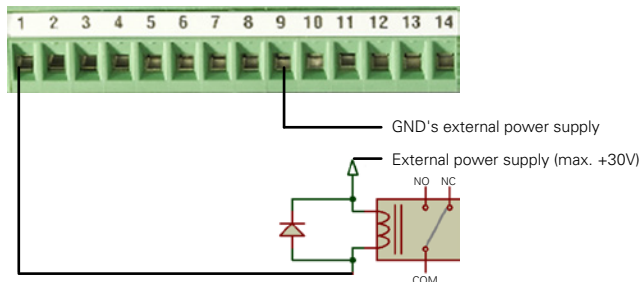 1 2 3 4 5 6 7 8 9 10 11 12 13 14
GND's external power supply
External power supply (max. +30V)
NO NC
COM